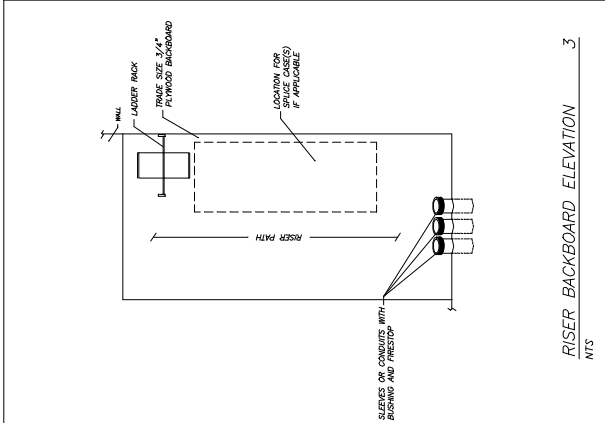 WALL
LADDER RACK
TRADE SIZE 3/4"
PLYWOOD BACKBOARD
LOCATION FOR
SPLICE CASE(S)
IF APPLICABLE
RISER PATH
SLEEVES OR CONDUITS WITH
BUSHING AND FIRESTOP
RISER BACKBOARD ELEVATION 3
NTS